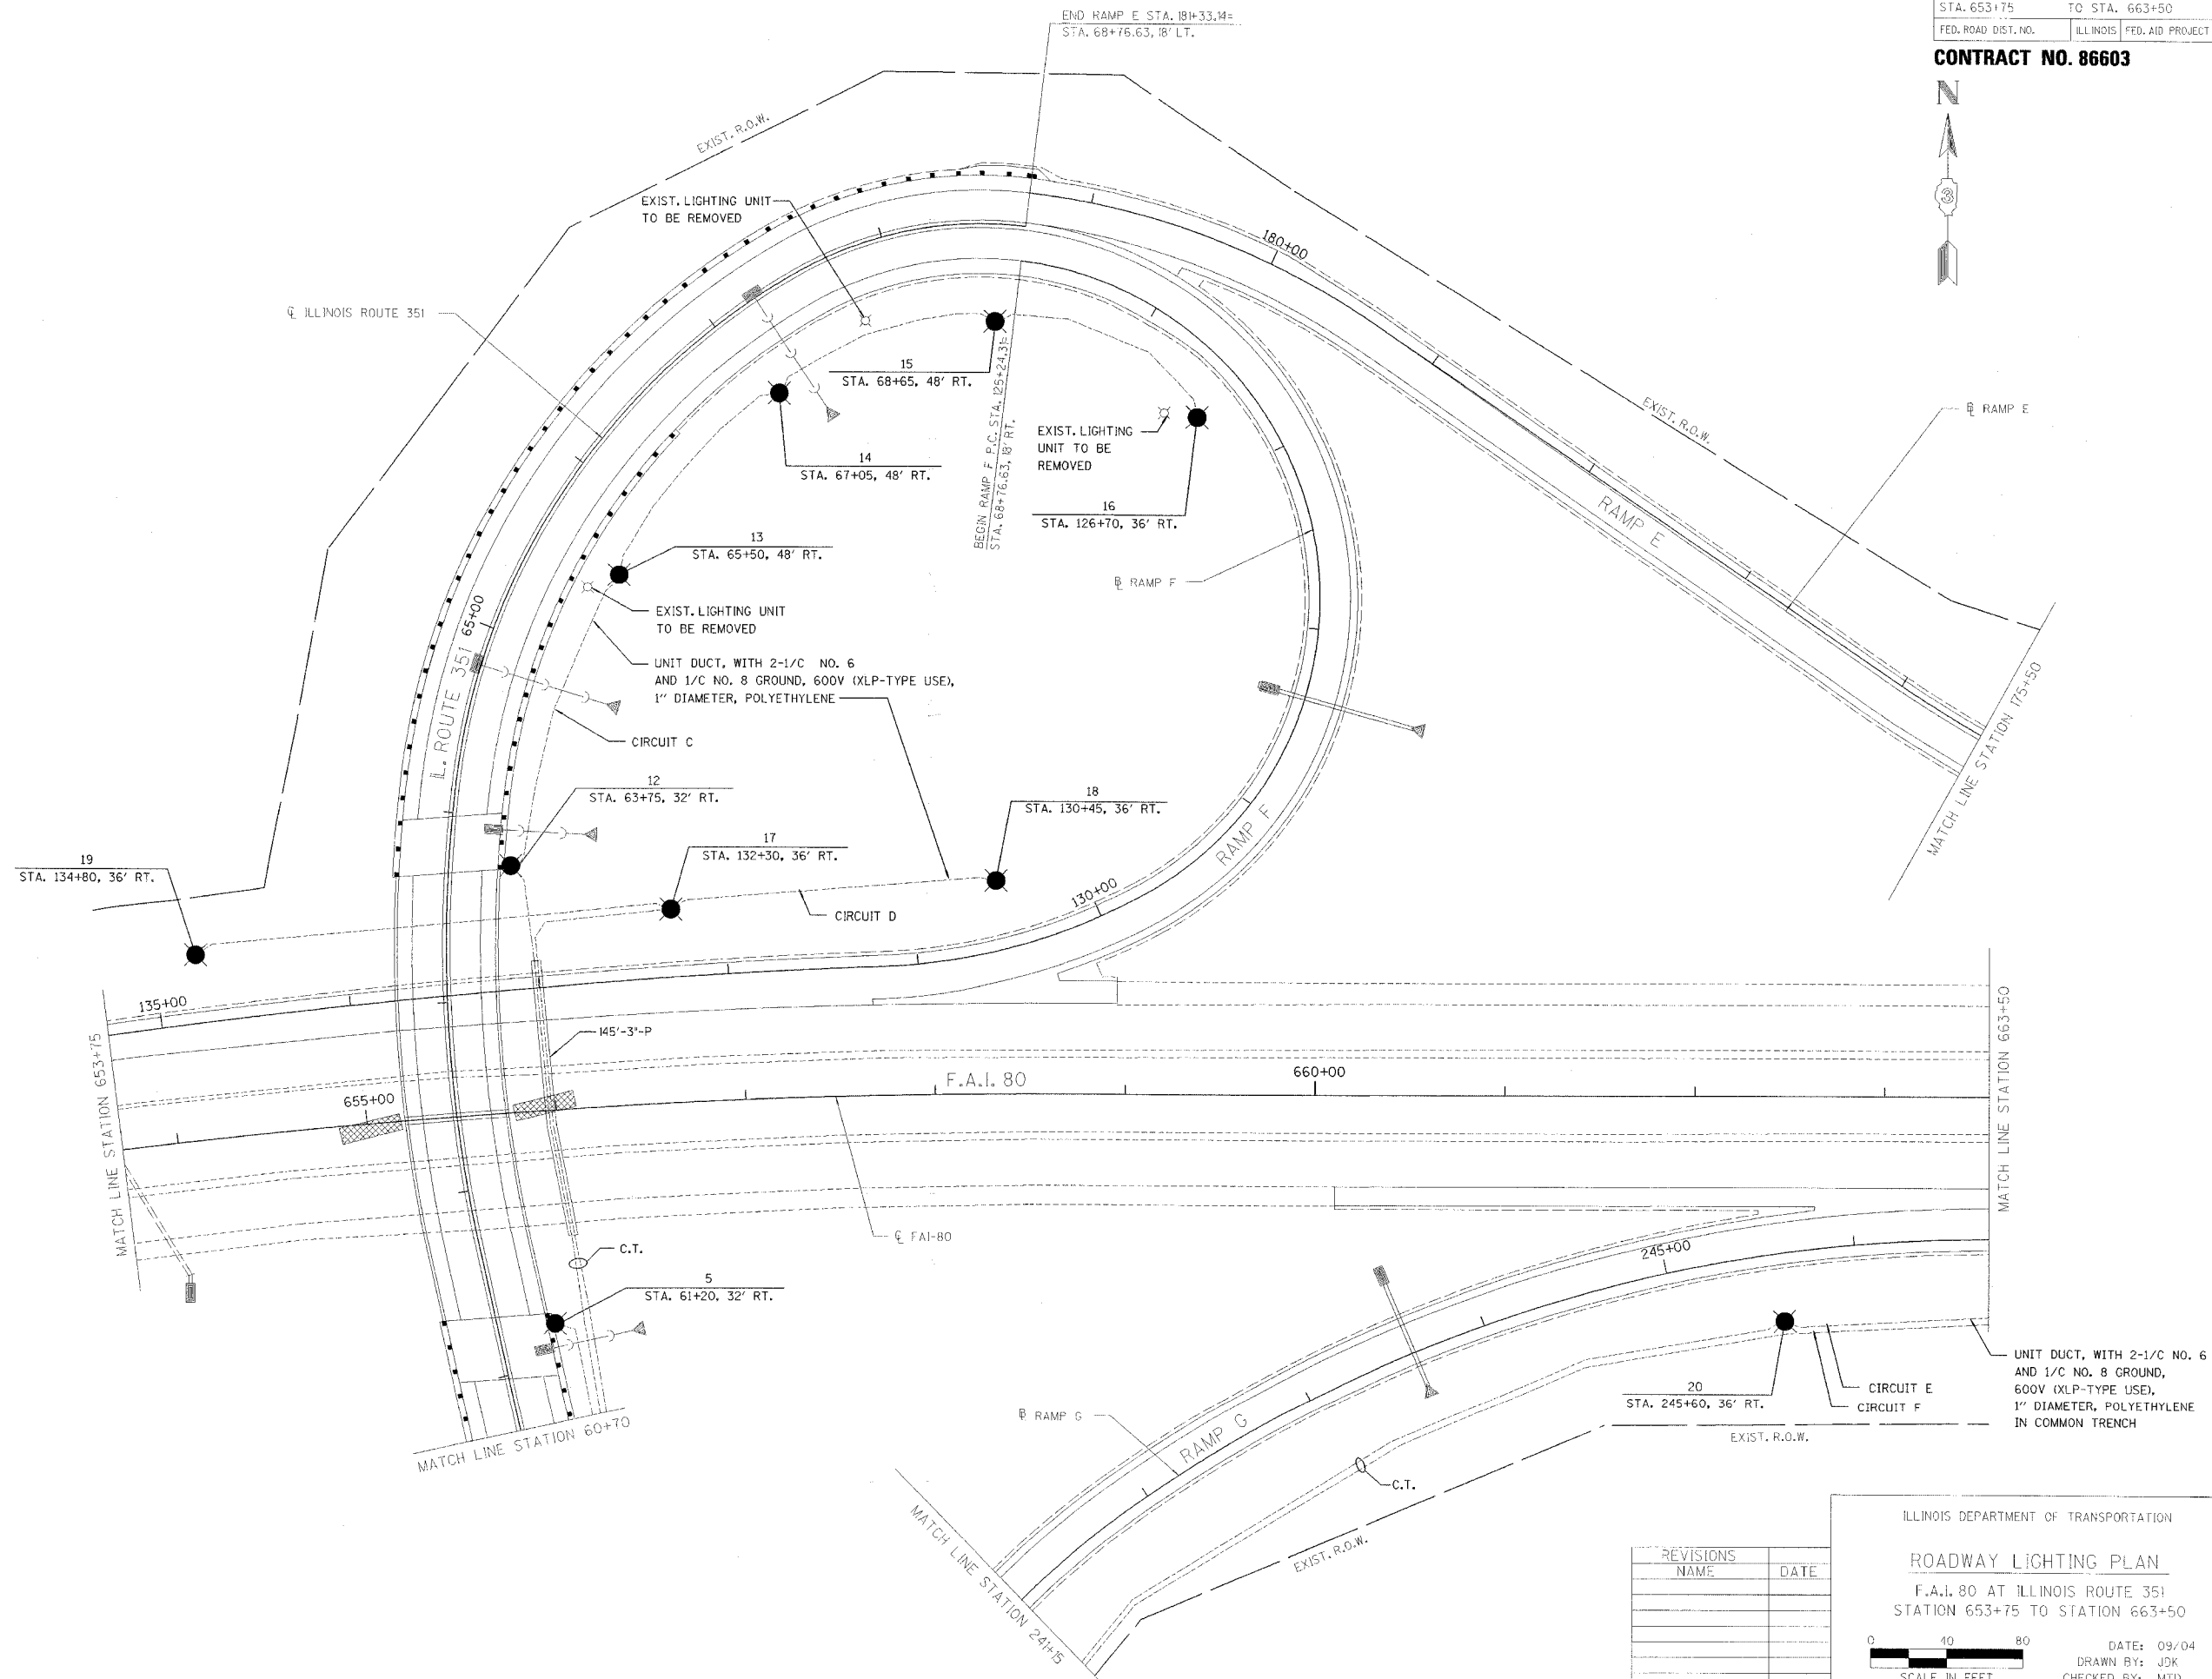 STA. 653+75 TO STA. 663+50
FED. ROAD DIST. NO. ILLINOIS FED. AID PROJECT
CONTRACT NO. 86603
N
3
END RAMP E STA. 181+33.14=
STA. 68+76.63, 18' LT.
EXIST. R.O.W.
EXIST. LIGHTING UNIT
TO BE REMOVED
180+00
℄ ILLINOIS ROUTE 351
15
STA. 68+65, 48' RT.
BEGIN RAMP F P.C. STA. 125+24.31=
STA. 68+76.63, 18' RT.
EXIST. LIGHTING
UNIT TO BE
REMOVED
EXIST. R.O.W.
RAMP E
14
STA. 67+05, 48' RT.
16
STA. 126+70, 36' RT.
RAMP E
13
STA. 65+50, 48' RT.
RAMP F
EXIST. LIGHTING UNIT
TO BE REMOVED
65+00
IL. ROUTE 351
UNIT DUCT, WITH 2-1/C NO. 6
AND 1/C NO. 8 GROUND, 600V (XLP-TYPE USE),
1" DIAMETER, POLYETHYLENE
CIRCUIT C
MATCH LINE STATION 175+50
12
STA. 63+75, 32' RT.
18
STA. 130+45, 36' RT.
RAMP F
17
STA. 132+30, 36' RT.
19
STA. 134+80, 36' RT.
130+00
CIRCUIT D
135+00
145'-3"-P
MATCH LINE STATION 653+75
MATCH LINE STATION 663+50
655+00
F.A.I. 80
660+00
℄ FAI-80
C.T.
245+00
5
STA. 61+20, 32' RT.
UNIT DUCT, WITH 2-1/C NO. 6
AND 1/C NO. 8 GROUND,
600V (XLP-TYPE USE),
1" DIAMETER, POLYETHYLENE
IN COMMON TRENCH
20
STA. 245+60, 36' RT.
CIRCUIT E
CIRCUIT F
RAMP G
RAMP G
EXIST. R.O.W.
MATCH LINE STATION 60+70
C.T.
EXIST. R.O.W.
MATCH LINE STATION 241+15
REVISIONS
NAME DATE
ILLINOIS DEPARTMENT OF TRANSPORTATION
ROADWAY LIGHTING PLAN
F.A.I. 80 AT ILLINOIS ROUTE 351
STATION 653+75 TO STATION 663+50
0 40 80
SCALE IN FEET
DATE: 09/04
DRAWN BY: JDK
CHECKED BY: MTD